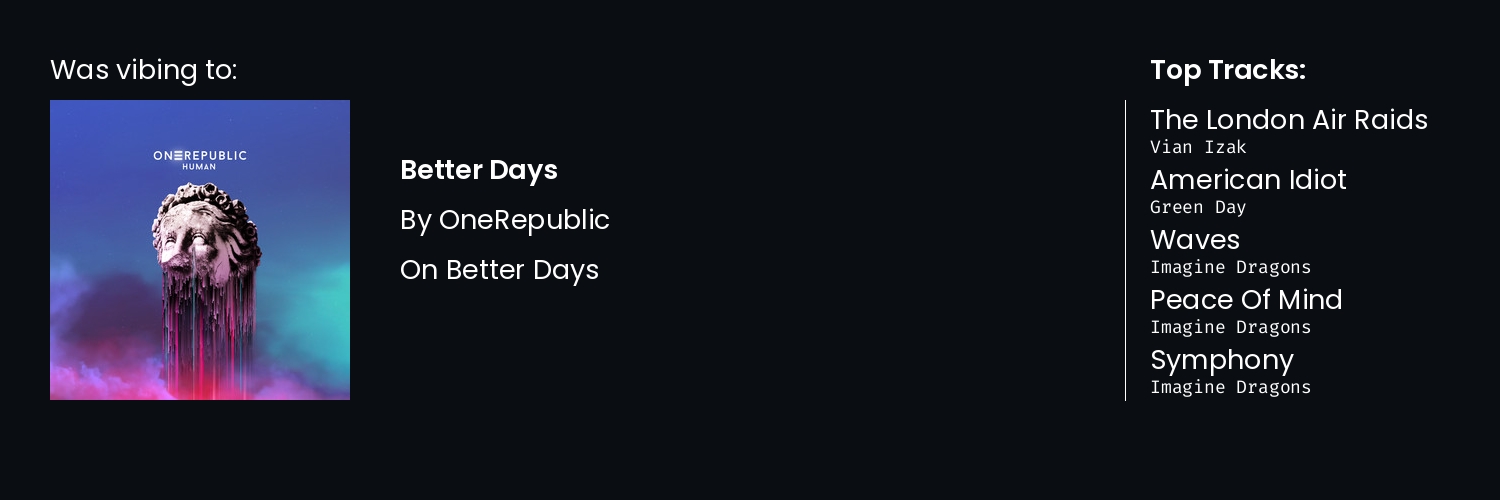 Was vibing to:
ONEREPUBLIC
HUMAN
Better Days
By OneRepublic
On Better Days
Top Tracks:
The London Air Raids
Vian Izak
American Idiot
Green Day
Waves
Imagine Dragons
Peace Of Mind
Imagine Dragons
Symphony
Imagine Dragons